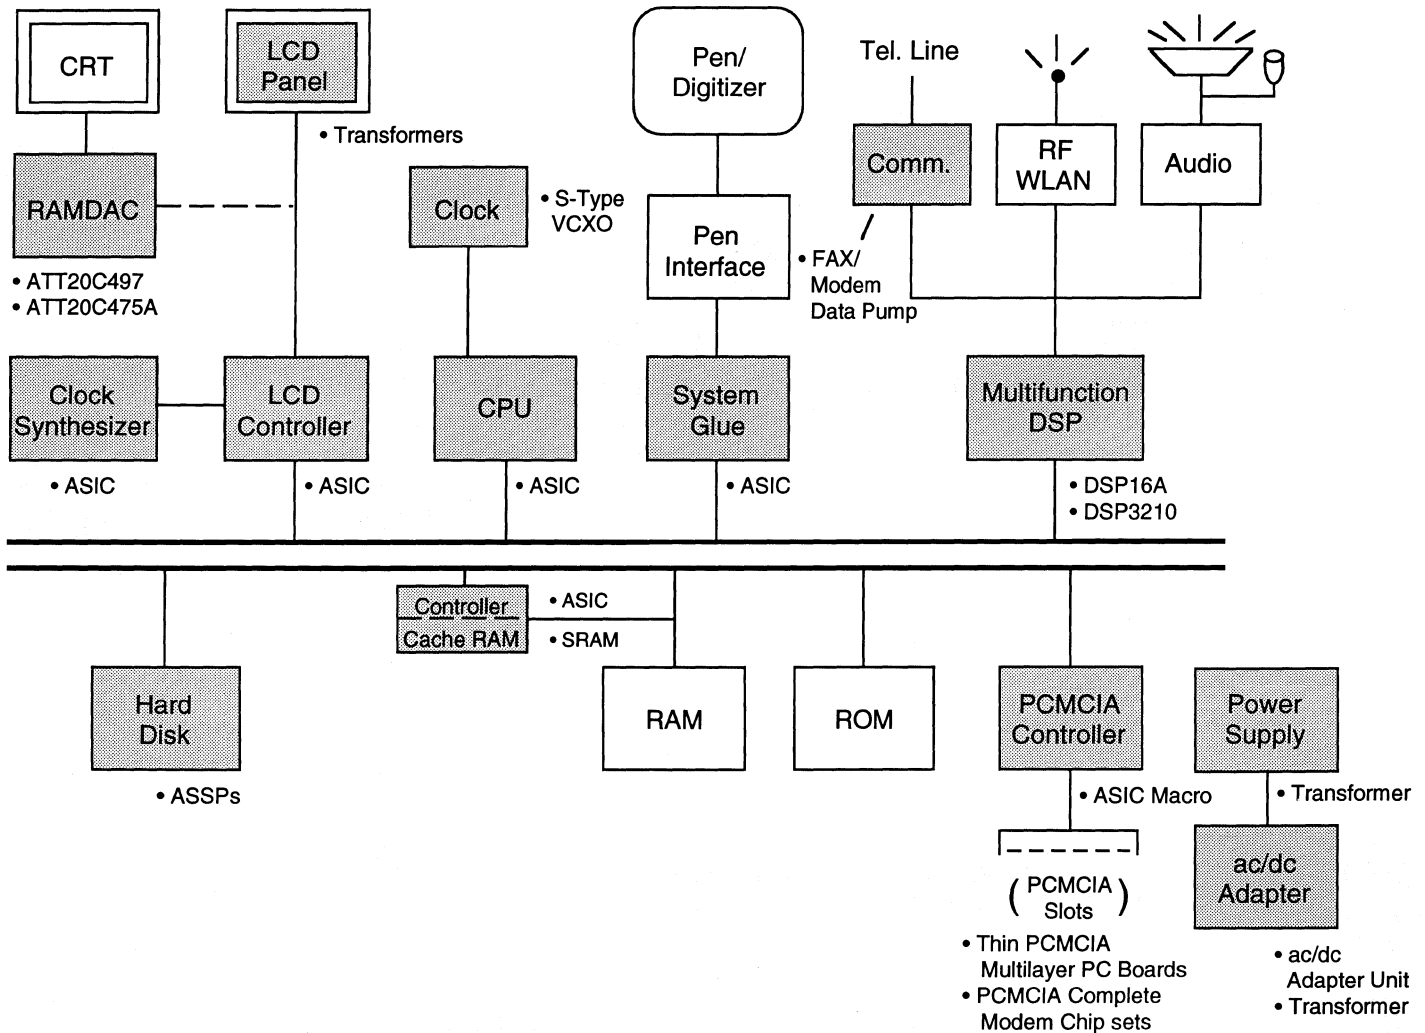 CRT
LCD
Panel
• Transformers
RAMDAC
• ATT20C497
• ATT20C475A
Clock
• S-Type
VCXO
Pen/
Digitizer
Pen
Interface
Tel. Line
Comm.
RF
WLAN
Audio
• FAX/
Modem
Data Pump
Clock
Synthesizer
• ASIC
LCD
Controller
• ASIC
CPU
• ASIC
System
Glue
• ASIC
Multifunction
DSP
• DSP16A
• DSP3210
Controller
Cache RAM
• ASIC
• SRAM
Hard
Disk
• ASSPs
RAM
ROM
PCMCIA
Controller
• ASIC Macro
(PCMCIA
Slots)
• Thin PCMCIA
Multilayer PC Boards
• PCMCIA Complete
Modem Chip sets
Power
Supply
• Transformer
ac/dc
Adapter
• ac/dc
Adapter Unit
• Transformer